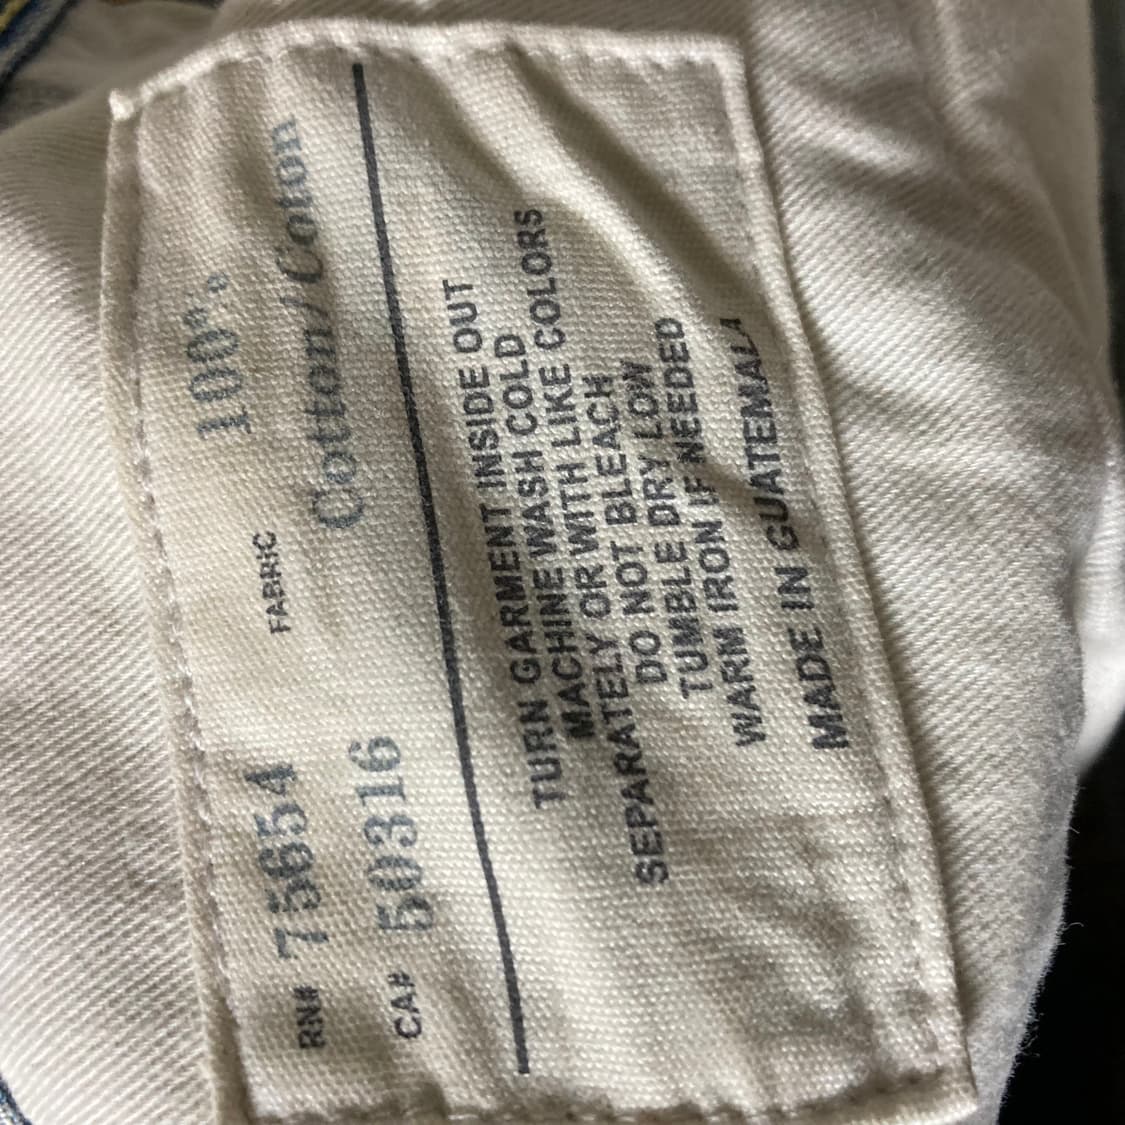 RN# 75654
CA# 50316
FABRIC
100%
Cotton/Coton
TURN GARMENT INSIDE OUT
MACHINE WASH COLD
SEPARATELY OR WITH LIKE COLORS
DO NOT BLEACH
TUMBLE DRY LOW
WARM IRON IF NEEDED
MADE IN GUATEMALA